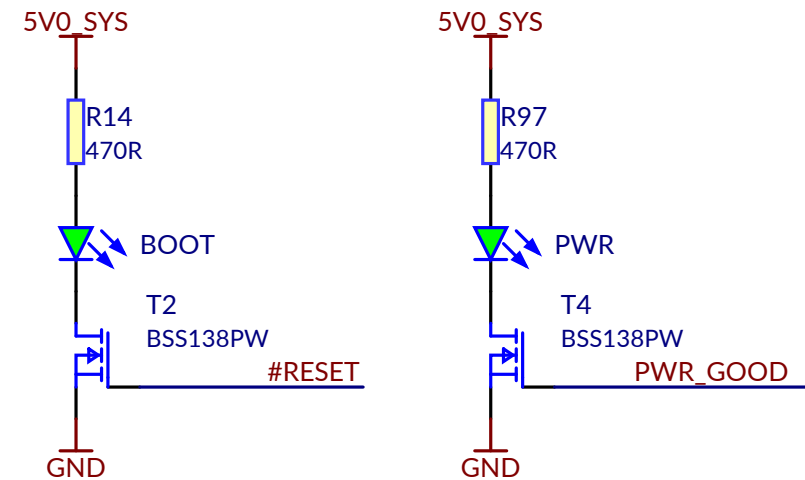 5V0_SYS
R14
470R
BOOT
T2
BSS138PW
#RESET
GND
5V0_SYS
R97
470R
PWR
T4
BSS138PW
PWR_GOOD
GND